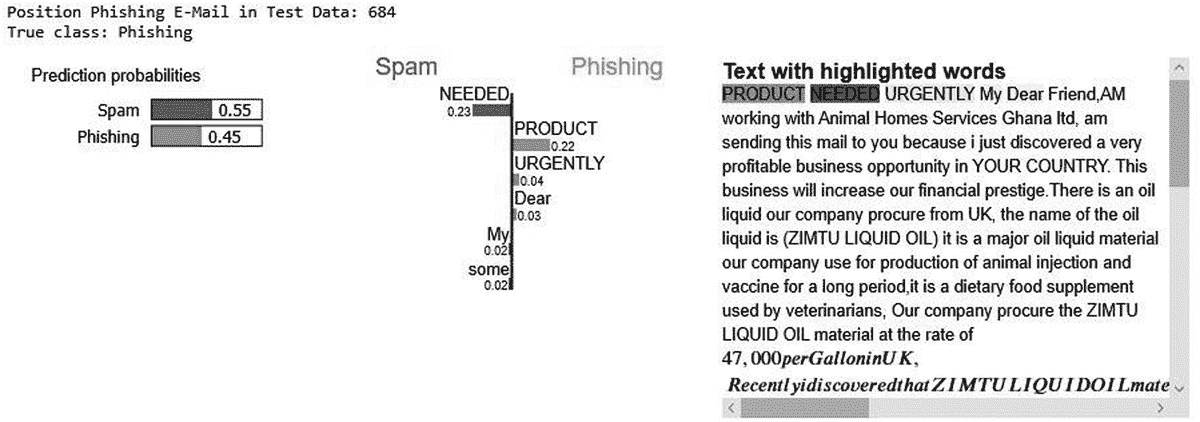 Position Phishing E-Mail in Test Data: 684
True class: Phishing
Prediction probabilities
Spam 0.55
Phishing 0.45
Spam Phishing
NEEDED
0.23
PRODUCT
0.22
URGENTLY
0.04
Dear
0.03
My
0.02
some
0.02
Text with highlighted words
PRODUCT NEEDED URGENTLY My Dear Friend,AM
working with Animal Homes Services Ghana ltd, am
sending this mail to you because i just discovered a very
profitable business opportunity in YOUR COUNTRY. This
business will increase our financial prestige.There is an oil
liquid our company procure from UK, the name of the oil
liquid is (ZIMTU LIQUID OIL) it is a major oil liquid material
our company use for production of animal injection and
vaccine for a long period,it is a dietary food supplement
used by veterinarians, Our company procure the ZIMTU
LIQUID OIL material at the rate of
47,000perGalloninUK,
RecentlyidiscoveredthatZIMTULIQUIDOILmate